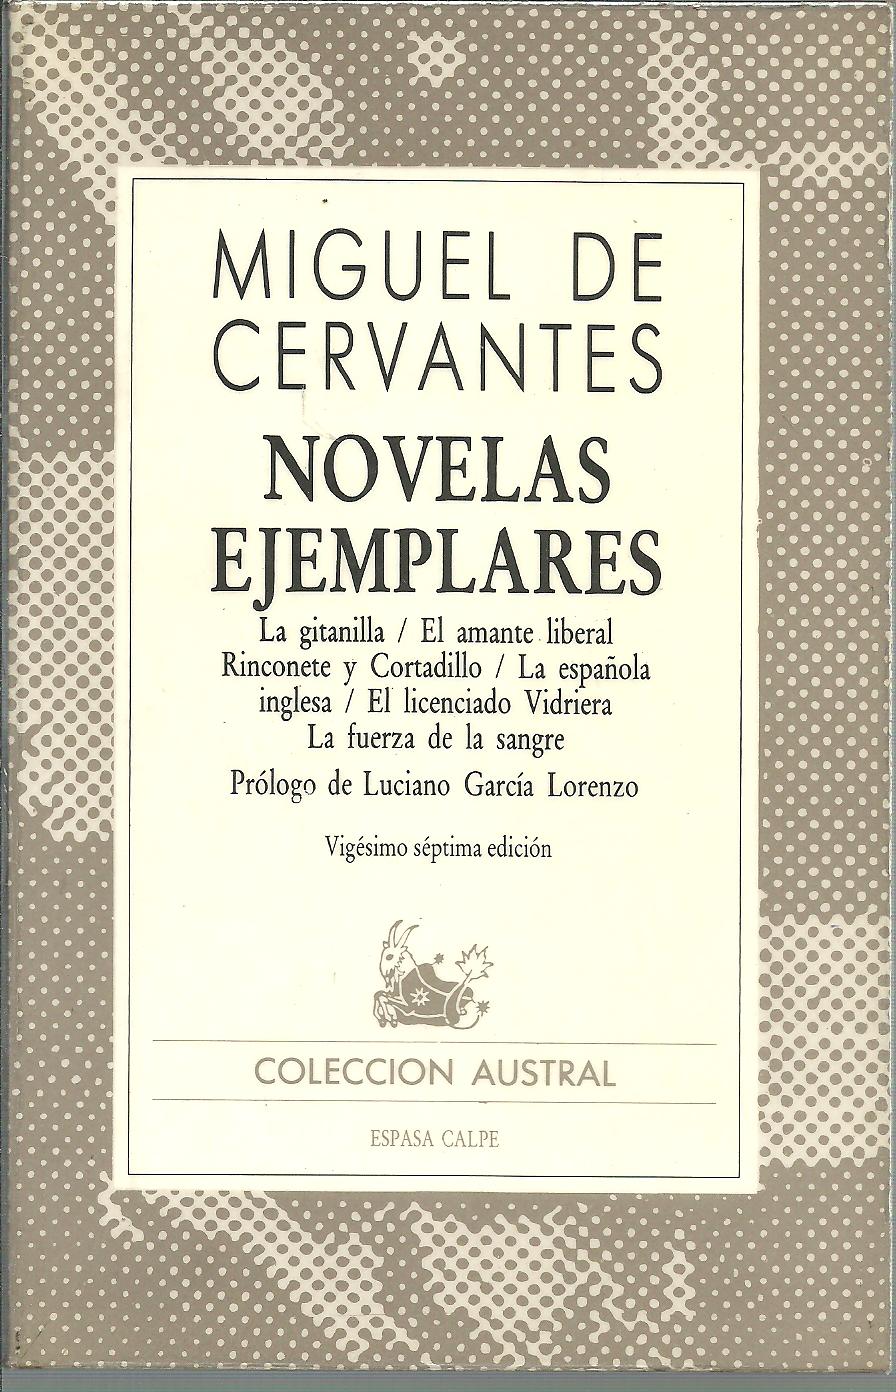 MIGUEL DE
CERVANTES
NOVELAS
EJEMPLARES
La gitanilla / El amante liberal
Rinconete y Cortadillo / La española
inglesa / El licenciado Vidriera
La fuerza de la sangre
Prólogo de Luciano García Lorenzo
Vigésimo séptima edición
COLECCION AUSTRAL
ESPASA CALPE